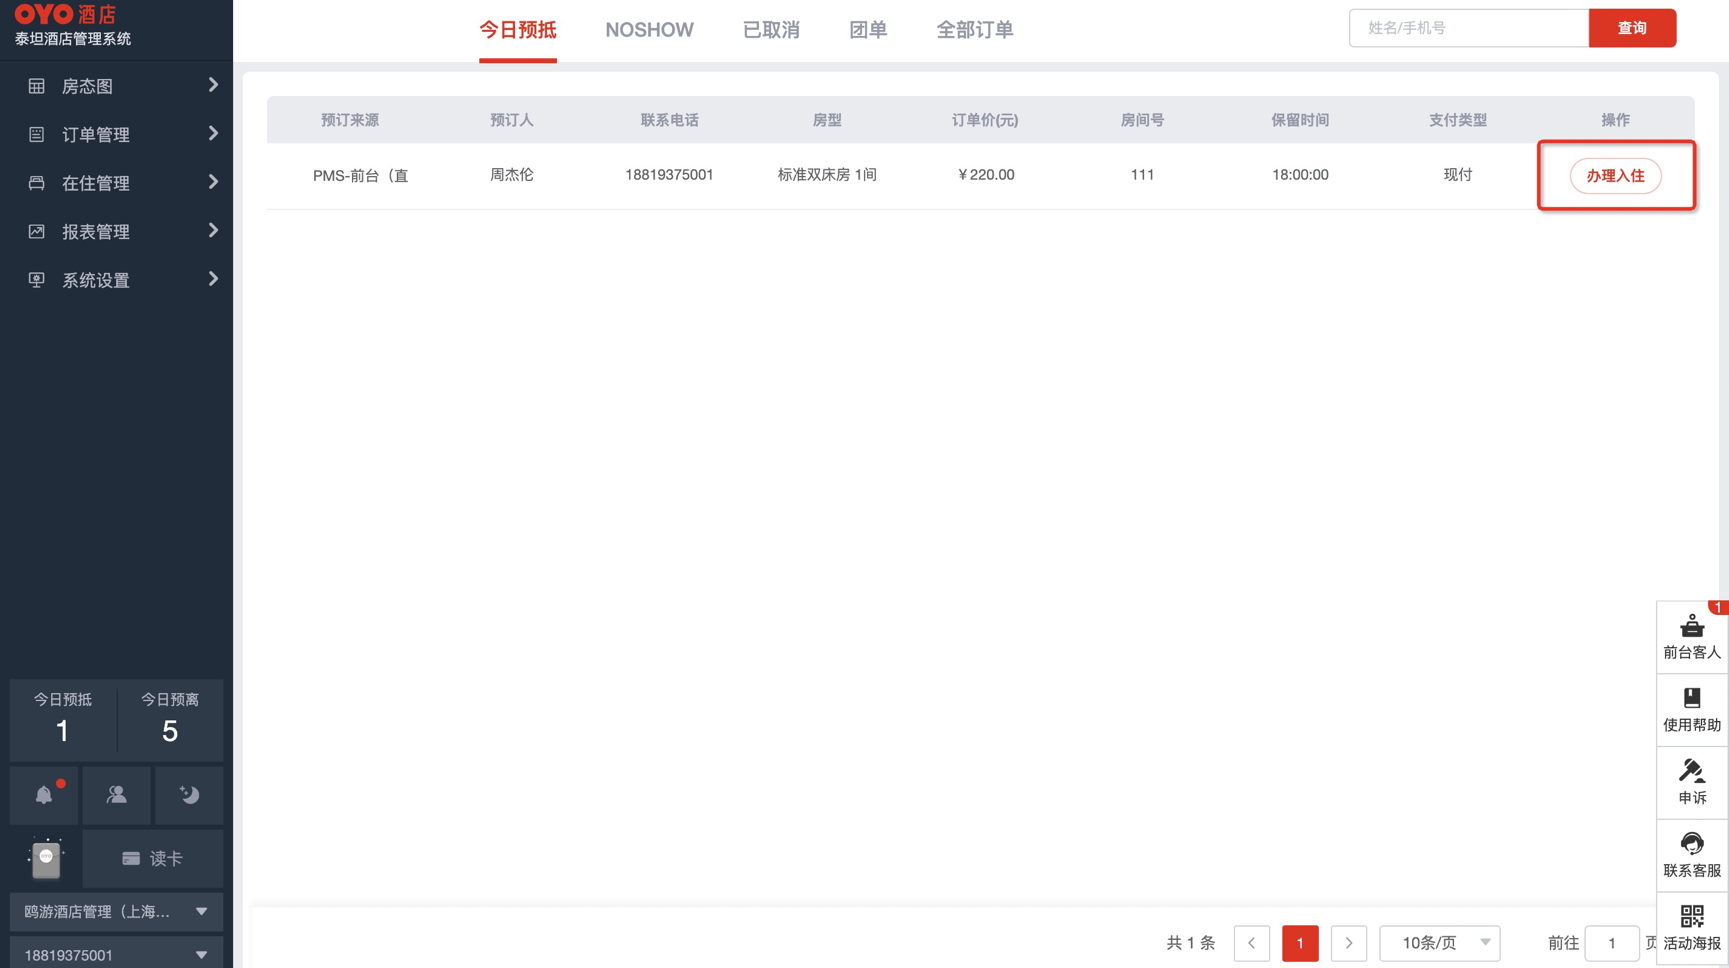 OYO 酒店
泰坦酒店管理系统
房态图
订单管理
在住管理
报表管理
系统设置
今日预抵 今日预离
1 5
读卡
鸥游酒店管理（上海...
18819375001
今日预抵 NOSHOW 已取消 团单 全部订单
姓名/手机号 查询
预订来源 预订人 联系电话 房型 订单价(元) 房间号 保留时间 支付类型 操作
PMS-前台（直 周杰伦 18819375001 标准双床房 1间 ￥220.00 111 18:00:00 现付 办理入住
1
前台客人
使用帮助
申诉
联系客服
活动海报
共 1 条 1 10条/页 前往 1 页